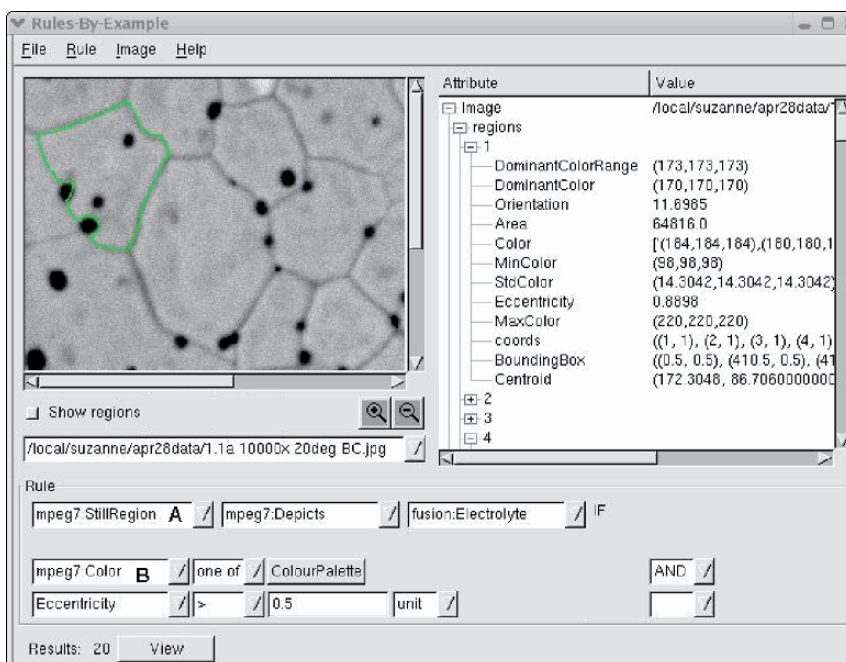 Rules-By-Example
File Rule Image Help
Attribute Value
Image /local/suzanne/apr28data/
regions
1
DominantColorRange (173,173,173)
DominantColor (170,170,170)
Orientation 11.6985
Area 64816.0
Color ['(184,184,184),(180,180,1
MinColor (98,98,98)
StdColor (14.3042,14.3042,14.3042)
Eccentricity 0.8898
MaxColor (220,220,220)
coords ((1, 1), (2, 1), (3, 1), (4, 1)
BoundingBox ((0.5, 0.5), (410.5, 0.5), (41
Centroid (172.3048, 86.7060000000
2
3
4
Show regions
/local/suzanne/apr28data/1.1a 10000x 20deg BC.jpg
Rule
mpeg7:StillRegion A mpeg7:Depicts fusion:Electrolyte IF
mpeg7:Color B one of ColourPalette AND
Eccentricity > 0.5 unit
Results: 20 View